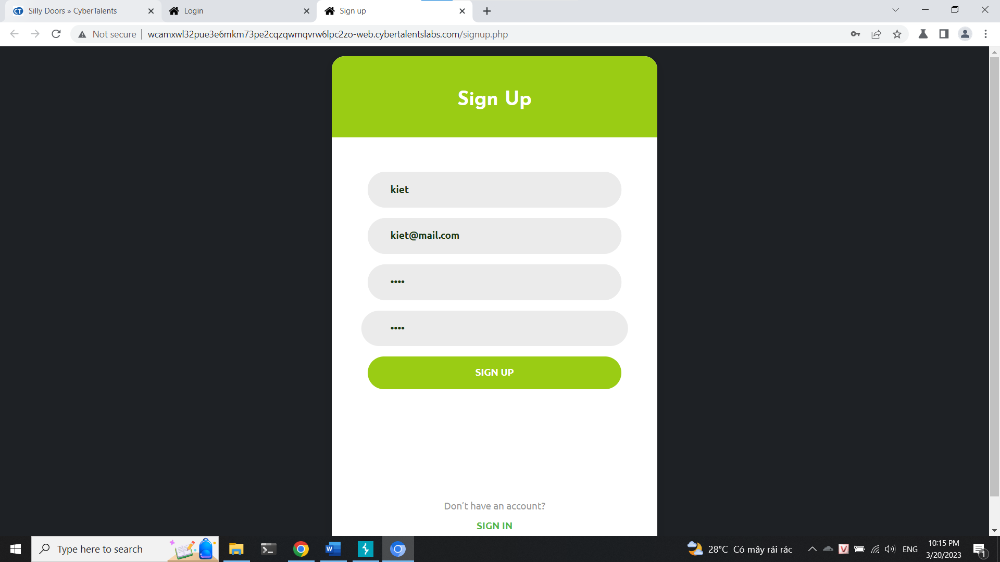 Silly Doors » CyberTalents
Login
Sign up
Not secure
wcamxwl32pue3e6mkm73pe2cqzqwmqvrw6lpc2zo-web.cybertalentslabs.com/signup.php
Sign Up
kiet
kiet@mail.com
••••
••••
SIGN UP
Don't have an account?
SIGN IN
Type here to search
28°C Có mây rải rác
ENG
10:15 PM
3/20/2023
1